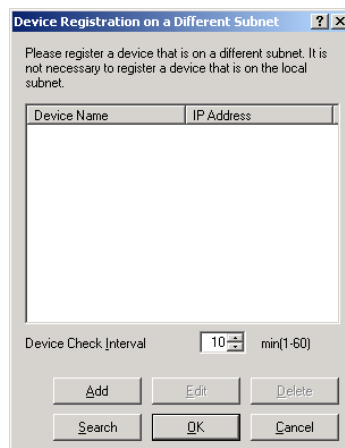 Device Registration on a Different Subnet
Please register a device that is on a different subnet. It is
not necessary to register a device that is on the local
subnet.
Device Name IP Address
Device Check Interval 10 min(1-60)
Add Edit Delete
Search OK Cancel